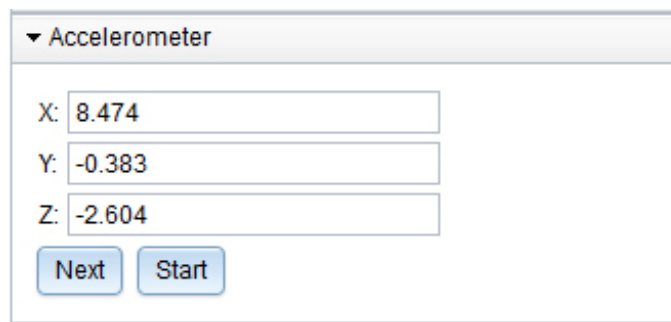 Accelerometer
X: 8.474
Y: -0.383
Z: -2.604
Next Start